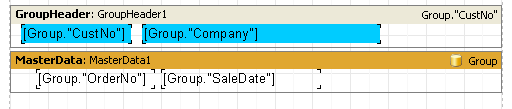 GroupHeader: GroupHeader1 Group."CustNo"
[Group."CustNo"] [Group."Company"]
MasterData: MasterData1 Group
[Group."OrderNo"] [Group."SaleDate"]